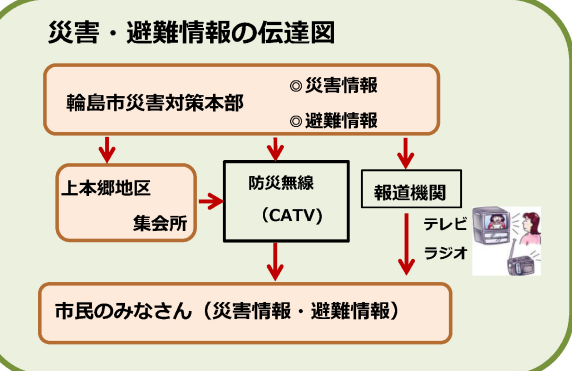 災害・避難情報の伝達図
輪島市災害対策本部
◎災害情報
◎避難情報
上本郷地区
集会所
防災無線
（CATV)
報道機関
テレビ
ラジオ
市民のみなさん（災害情報・避難情報）